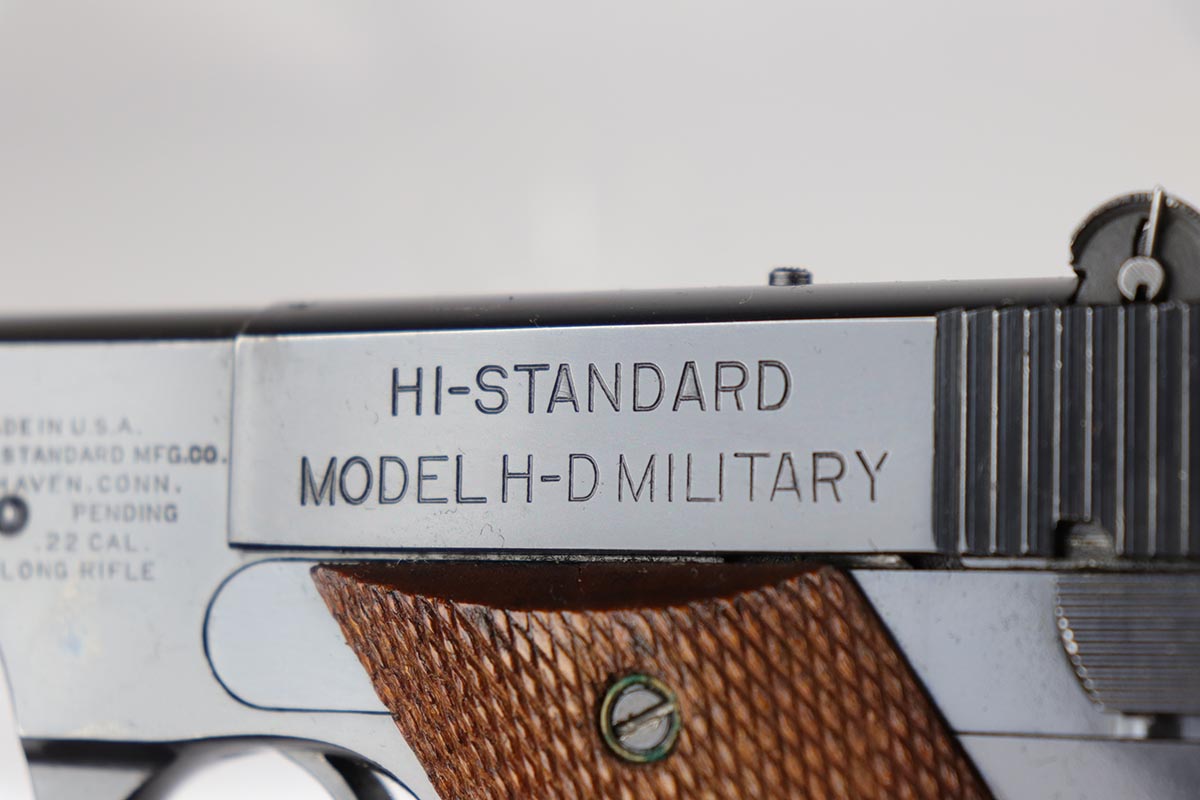 HI-STANDARD
MODEL H-D MILITARY
ADE IN U.S.A.
STANDARD MFG.CO.
HAVEN.CONN.
PENDING
.22 CAL.
LONG RIFLE